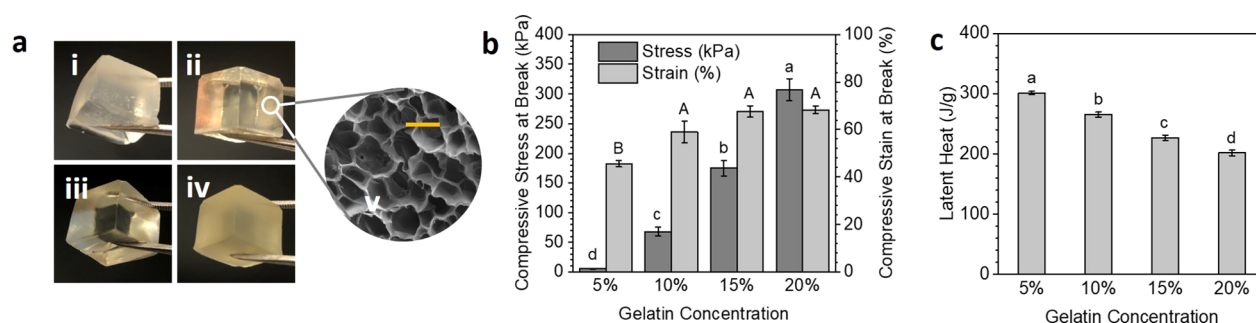 a
i
ii
iii
iv
v
b
Compressive Stress at Break (kPa)
400
350
300
250
200
150
100
50
0
Stress (kPa)
Strain (%)
d
B
c
A
b
A
a
A
100
80
60
40
20
0
Compressive Strain at Break (%)
5%
10%
15%
20%
Gelatin Concentration
c
Latent Heat (J/g)
400
300
200
100
0
a
b
c
d
5%
10%
15%
20%
Gelatin Concentration